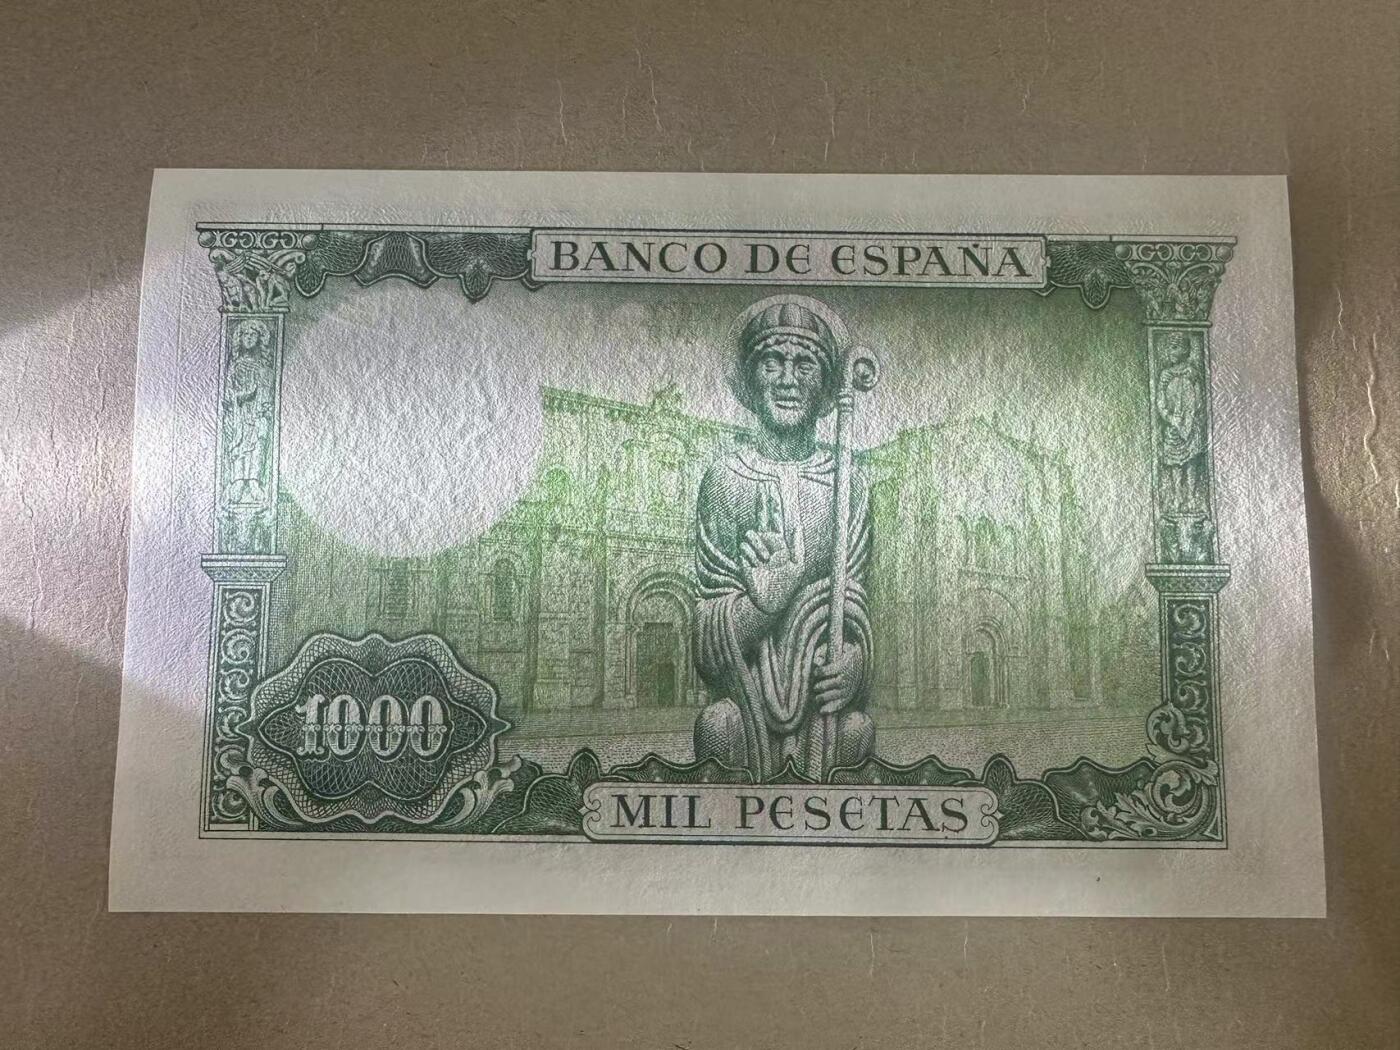 BANCO DE ESPAÑA
1000
MIL PESETAS